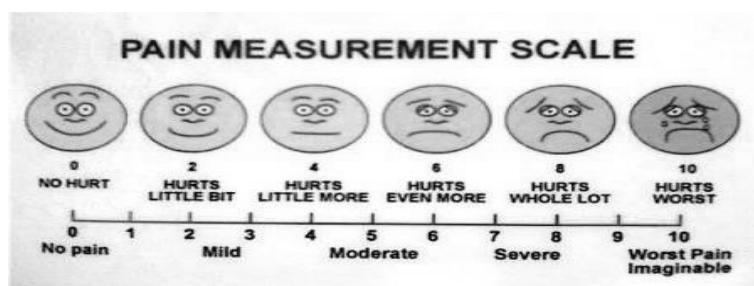 PAIN MEASUREMENT SCALE
0 2 4 6 8 10
NO HURT HURTS LITTLE BIT HURTS LITTLE MORE HURTS EVEN MORE HURTS WHOLE LOT HURTS WORST
0 1 2 3 4 5 6 7 8 9 10
No pain Mild Moderate Severe Worst Pain
Imaginable